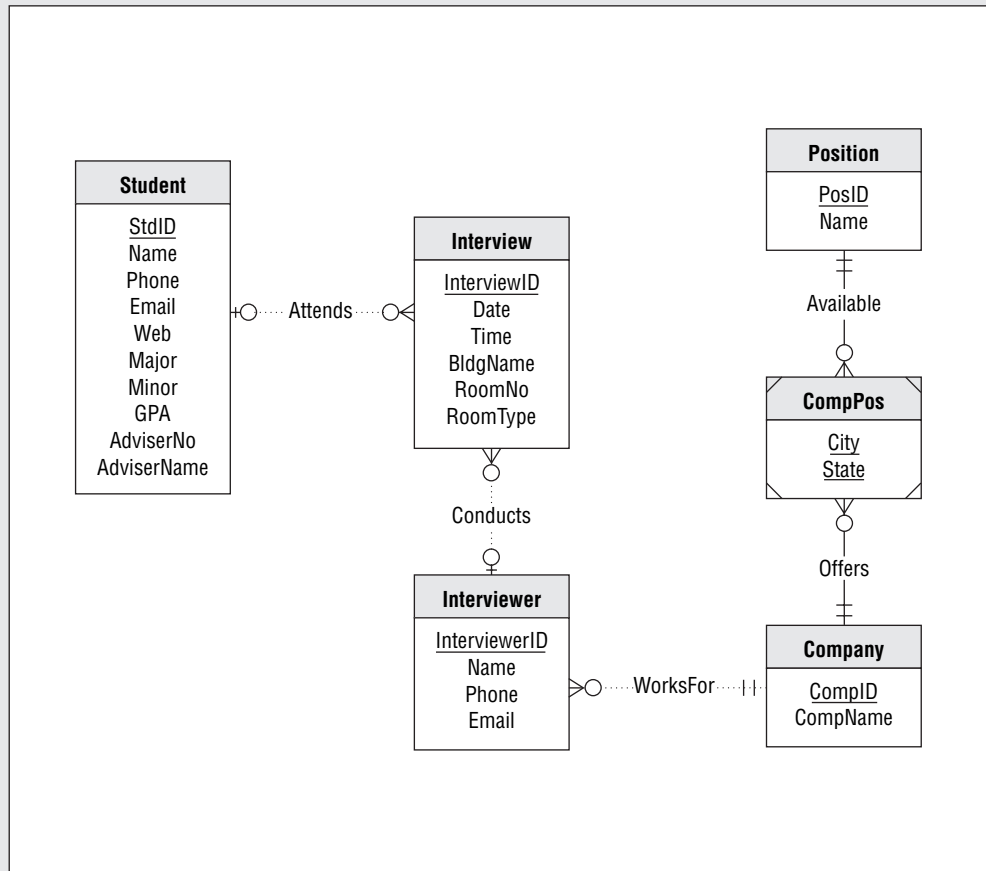 Student
StdID
Name
Phone
Email
Web
Major
Minor
GPA
AdviserNo
AdviserName
Attends
Interview
InterviewID
Date
Time
BldgName
RoomNo
RoomType
Conducts
Interviewer
InterviewerID
Name
Phone
Email
WorksFor
Position
PosID
Name
Available
CompPos
City
State
Offers
Company
CompID
CompName